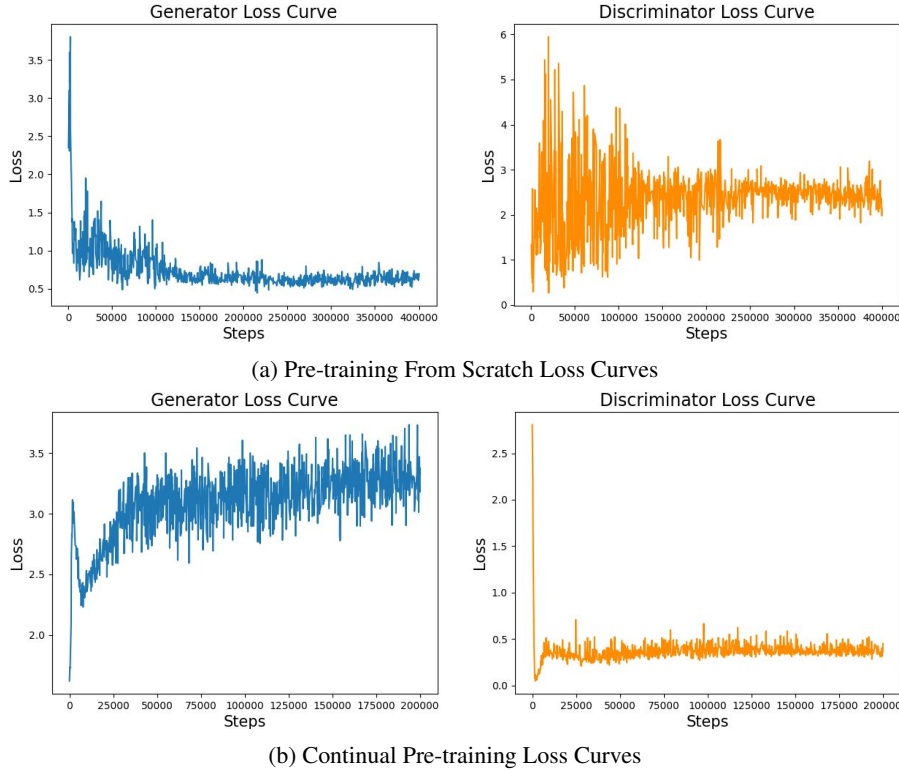 Generator Loss Curve
Discriminator Loss Curve
Loss
3.5
3.0
2.5
2.0
1.5
1.0
0.5
0 50000 100000 150000 200000 250000 300000 350000 400000
Steps
Loss
6
5
4
3
2
1
0
0 50000 100000 150000 200000 250000 300000 350000 400000
Steps
(a) Pre-training From Scratch Loss Curves
Generator Loss Curve
Discriminator Loss Curve
Loss
3.5
3.0
2.5
2.0
0 25000 50000 75000 100000 125000 150000 175000 200000
Steps
Loss
2.5
2.0
1.5
1.0
0.5
0.0
0 25000 50000 75000 100000 125000 150000 175000 200000
Steps
(b) Continual Pre-training Loss Curves